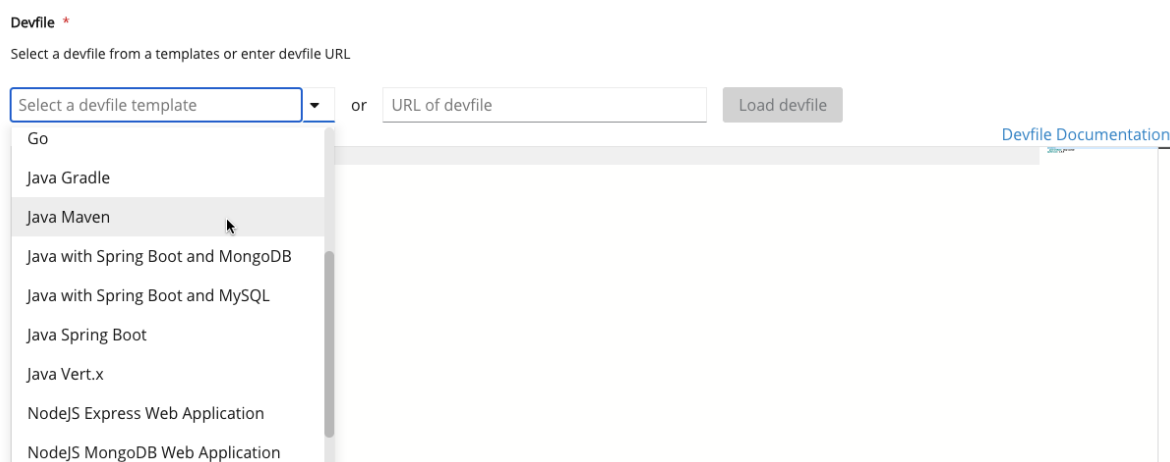 Devfile *
Select a devfile from a templates or enter devfile URL
Select a devfile template or URL of devfile Load devfile
Devfile Documentation
Go
Java Gradle
Java Maven
Java with Spring Boot and MongoDB
Java with Spring Boot and MySQL
Java Spring Boot
Java Vert.x
NodeJS Express Web Application
NodeJS MongoDB Web Application